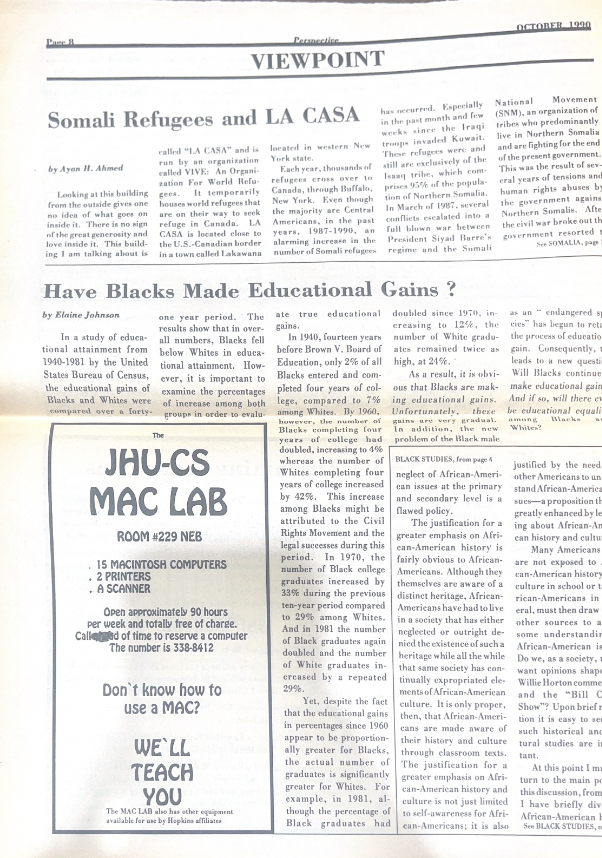 Page 8
Perspective
OCTOBER, 1990
VIEWPOINT
Somali Refugees and LA CASA
by Ayan H. Ahmed
Looking at this building
from the outside gives one
no idea of what goes on
inside it. There is no sign
of the great generosity and
love inside it. This build-
ing I am talking about is
called "LA CASA" and is
run by an organization
called VIVE: An Organi-
zation For World Refu-
gees. It temporarily
houses world refugees that
are on their way to seek
refuge in Canada. LA
CASA is located close to
the U.S.-Canadian border
in a town called Lakawana
located in western New
York state.
Each year, thousands of
refugees cross over to
Canada, through Buffalo,
New York. Even though
the majority are Central
Americans, in the past
years, 1987-1990, an
alarming increase in the
number of Somali refugees
has occurred. Especially
in the past month and few
weeks since the Iraqi
troops invaded Kuwait.
These refugees were and
still are exclusively of the
Isaaq tribe, which com-
prises 95% of the popula-
tion of Northern Somalia.
In March of 1987, several
conflicts escalated into a
full blown war between
President Siyad Barre's
regime and the Somali
National Movement
(SNM), an organization of
tribes who predominantly
live in Northern Somalia
and are fighting for the end
of the present government.
This was the result of sev-
eral years of tensions and
human rights abuses by
the government against
Northern Somalis. Afte
the civil war broke out th
government resorted t
See SOMALIA, page
Have Blacks Made Educational Gains ?
by Elaine Johnson
In a study of educa-
tional attainment from
1940-1981 by the United
States Bureau of Census,
the educational gains of
Blacks and Whites were
compared over a forty-
one year period. The
results show that in over-
all numbers, Blacks fell
below Whites in educa-
tional attainment. How-
ever, it is important to
examine the percentages
of increase among both
groups in order to evalu-
ate true educational
gains.
In 1940, fourteen years
before Brown V. Board of
Education, only 2% of all
Blacks entered and com-
pleted four years of col-
lege, compared to 7%
among Whites. By 1960,
however, the number of
Blacks completing four
years of college had
doubled, increasing to 4%
whereas the number of
Whites completing four
years of college increased
by 42%. This increase
among Blacks might be
attributed to the Civil
Rights Movement and the
legal successes during this
period. In 1970, the
number of Black college
graduates increased by
33% during the previous
ten-year period compared
to 29% among Whites.
And in 1981 the number
of Black graduates again
doubled and the number
of White graduates in-
creased by a repeated
29%.
Yet, despite the fact
that the educational gains
in percentages since 1960
appear to be proportion-
ally greater for Blacks,
the actual number of
graduates is significantly
greater for Whites. For
example, in 1981, al-
though the percentage of
Black graduates had
doubled since 1970, in-
creasing to 12%, the
number of White gradu-
ates remained twice as
high, at 24%.
As a result, it is obvi-
ous that Blacks are mak-
ing educational gains.
Unfortunately, these
gains are very gradual.
In addition, the new
problem of the Black male
as an " endangered s
cies" has begun to reta
the process of educatio
gain. Consequently, t
leads to a new questi
Will Blacks continue
make educational gain
And if so, will there ev
be educational equali
among Blacks a
Whites?
The
JHU-CS
MAC LAB
ROOM #229 NEB
. 15 MACINTOSH COMPUTERS
. 2 PRINTERS
. A SCANNER
Open approximately 90 hours
per week and totally free of charge.
Call of time to reserve a computer
The number is 338-8412
Don`t know how to
use a MAC?
WE`LL
TEACH
YOU
The MAC LAB also has other equipment
available for use by Hopkins affiliates
BLACK STUDIES, from page 4
neglect of African-Ameri-
can issues at the primary
and secondary level is a
flawed policy.
The justification for a
greater emphasis on Afri-
can-American history is
fairly obvious to African-
Americans. Although they
themselves are aware of a
distinct heritage, African-
Americans have had to live
in a society that has either
neglected or outright de-
nied the existence of such a
heritage while all the while
that same society has con-
tinually expropriated ele-
ments of African-American
culture. It is only proper,
then, that African-Ameri-
cans are made aware of
their history and culture
through classroom texts.
The justification for a
greater emphasis on Afri-
can-American history and
culture is not just limited
to self-awareness for Afri-
can-Americans; it is also
justified by the need
other Americans to un
stand African-America
sues—a proposition th
greatly enhanced by le
ing about African-Am
can history and cultu
Many Americans
are not exposed to
can-American history
culture in school or t
rican-Americans in
eral, must then draw
other sources to a
some understandin
African-American is
Do we, as a society,
want opinions shape
Willie Horton comme
and the "Bill C
Show"? Upon brief r
tion it is easy to see
such historical and
tural studies are i
tant.
At this point I m
turn to the main po
this discussion, from
I have briefly div
African-American h
See BLACK STUDIES,